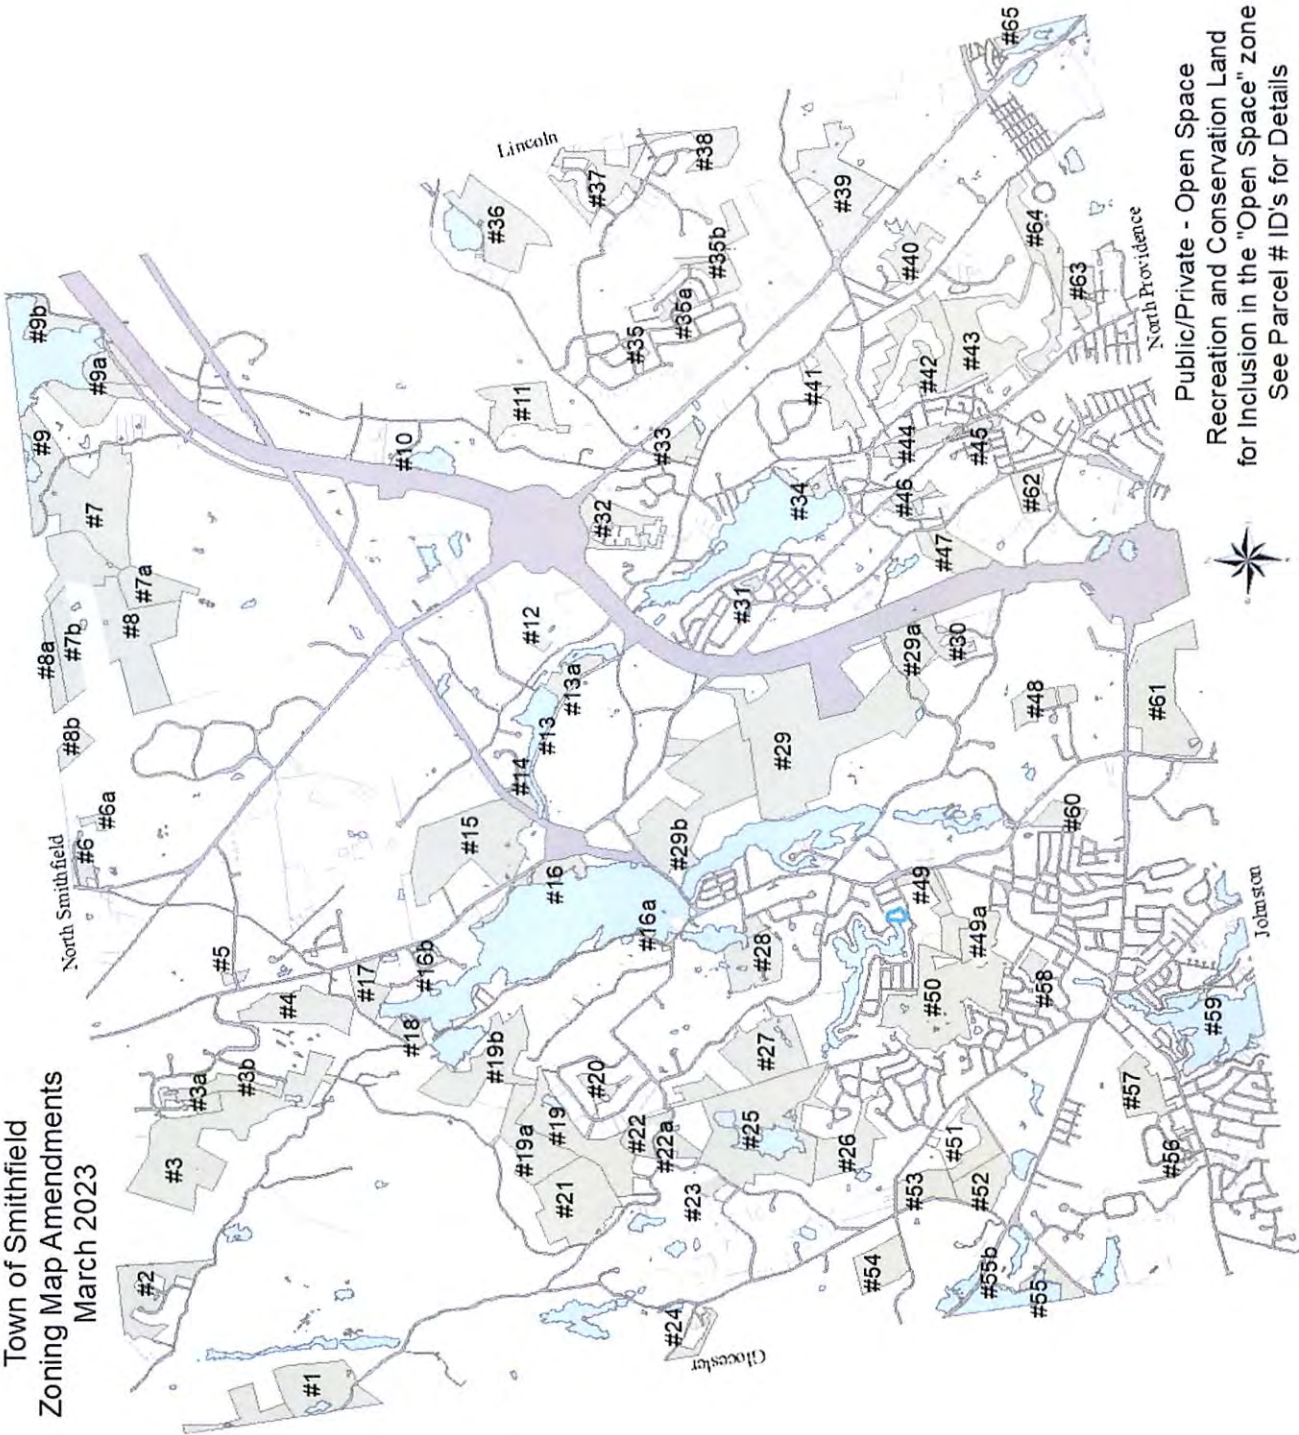 Town of Smithfield
Zoning Map Amendments
March 2023
North Smithfield
Lincoln
North Providence
Johnston
Glocester
#1
#2
#3
#3a
#3b
#4
#5
#6
#6a
#7
#7a
#7b
#8
#8a
#8b
#9
#9a
#9b
#10
#11
#12
#13
#13a
#14
#15
#16
#16a
#16b
#17
#18
#19
#19a
#19b
#20
#21
#22
#22a
#23
#24
#25
#26
#27
#28
#29
#29a
#29b
#30
#31
#32
#33
#34
#35
#35a
#35b
#36
#37
#38
#39
#40
#41
#42
#43
#44
#45
#46
#47
#48
#49
#49a
#50
#51
#52
#53
#54
#55
#55b
#56
#57
#58
#59
#60
#61
#62
#63
#64
#65
Public/Private - Open Space
Recreation and Conservation Land
for Inclusion in the "Open Space" zone
See Parcel # ID's for Details